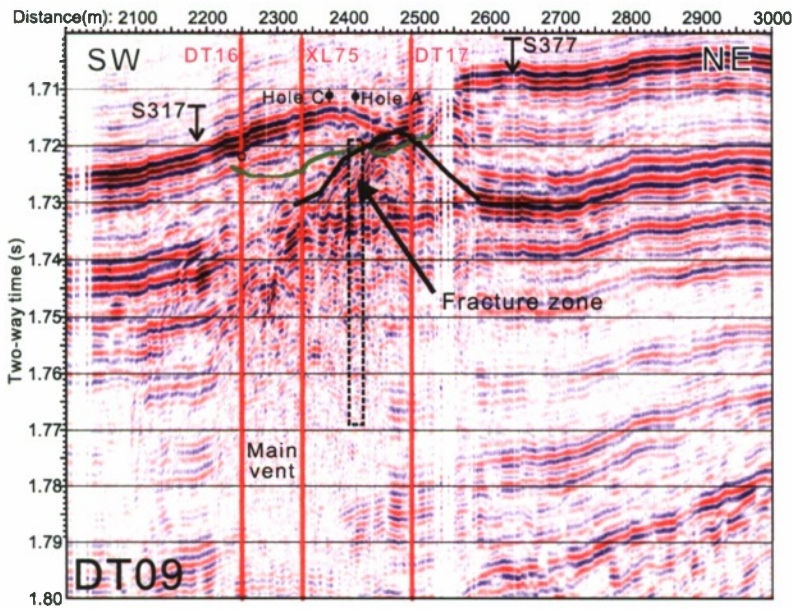 Distance(m): 2100 2200 2300 2400 2500 2600 2700 2800 2900 3000
SW DT16 XL75 DT17 S377 NE
1.71
Hole C Hole A
S317
1.72
1.73
1.74
Fracture zone
1.75
Two-way time (s)
1.76
1.77
Main
vent
1.78
1.79
DT09
1.80